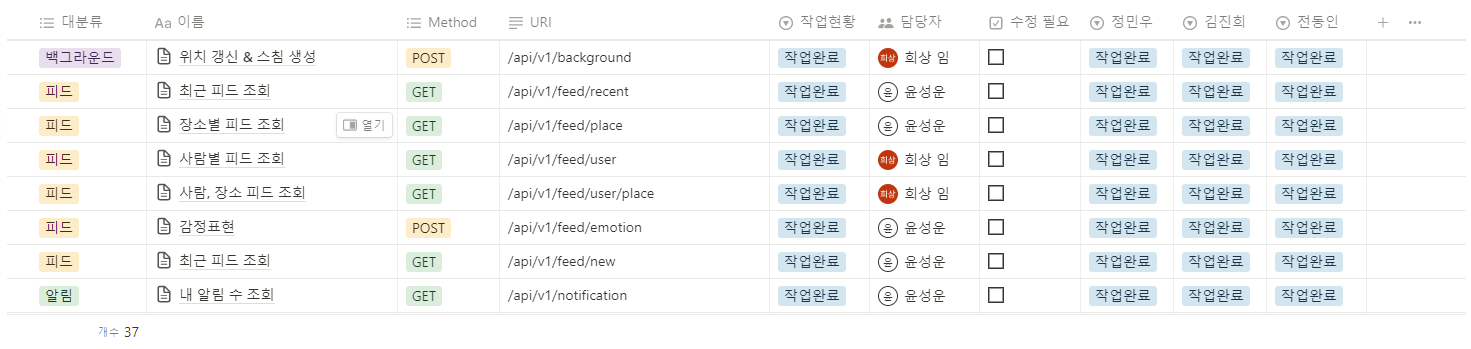 대분류 Aa 이름 Method URI 작업현황 담당자 수정 필요 정민우 김진희 전동인
백그라운드 위치 갱신 & 스침 생성 POST /api/v1/background 작업완료 희상 희상 임 작업완료 작업완료 작업완료
피드 최근 피드 조회 GET /api/v1/feed/recent 작업완료 윤 윤성운 작업완료 작업완료 작업완료
피드 장소별 피드 조회 열기 GET /api/v1/feed/place 작업완료 윤 윤성운 작업완료 작업완료 작업완료
피드 사람별 피드 조회 GET /api/v1/feed/user 작업완료 희상 희상 임 작업완료 작업완료 작업완료
피드 사람, 장소 피드 조회 GET /api/v1/feed/user/place 작업완료 희상 희상 임 작업완료 작업완료 작업완료
피드 감정표현 POST /api/v1/feed/emotion 작업완료 윤 윤성운 작업완료 작업완료 작업완료
피드 최근 피드 조회 GET /api/v1/feed/new 작업완료 윤 윤성운 작업완료 작업완료 작업완료
알림 내 알림 수 조회 GET /api/v1/notification 작업완료 윤 윤성운 작업완료 작업완료 작업완료
개수 37